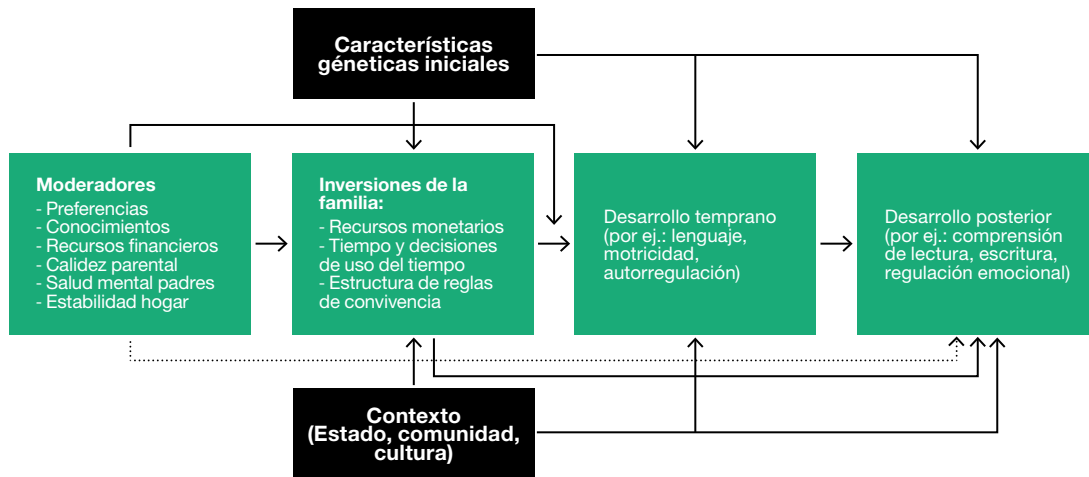 Características
géneticas iniciales
Moderadores
- Preferencias
- Conocimientos
- Recursos financieros
- Calidez parental
- Salud mental padres
- Estabilidad hogar
Inversiones de la
familia:
- Recursos monetarios
- Tiempo y decisiones
de uso del tiempo
- Estructura de reglas
de convivencia
Desarrollo temprano
(por ej.: lenguaje,
motricidad,
autorregulación)
Desarrollo posterior
(por ej.: comprensión
de lectura, escritura,
regulación emocional)
Contexto
(Estado, comunidad,
cultura)